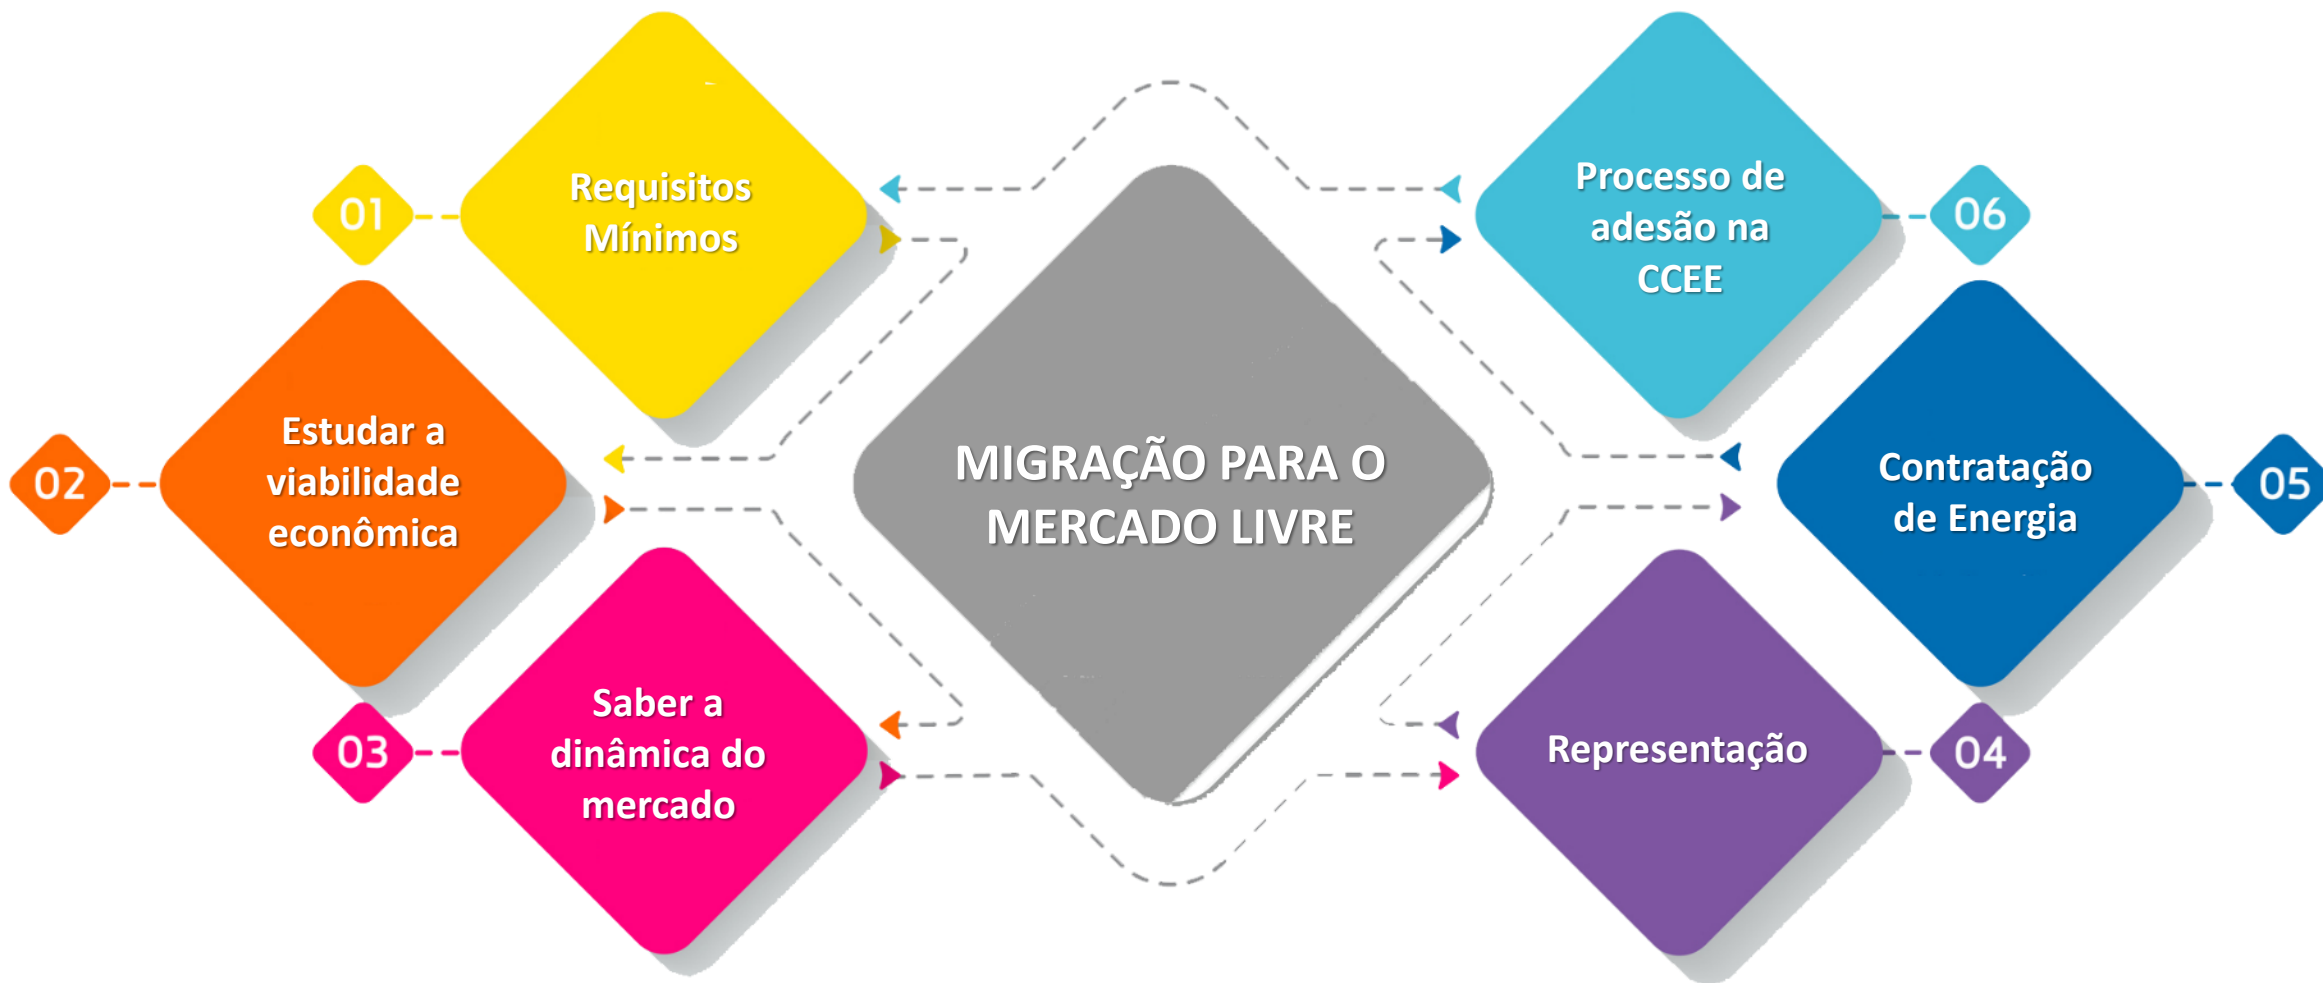 01
Requisitos
Mínimos
02
Estudar a
viabilidade
econômica
03
Saber a
dinâmica do
mercado
MIGRAÇÃO PARA O
MERCADO LIVRE
Processo de
adesão na
CCEE
06
Contratação
de Energia
05
Representação
04